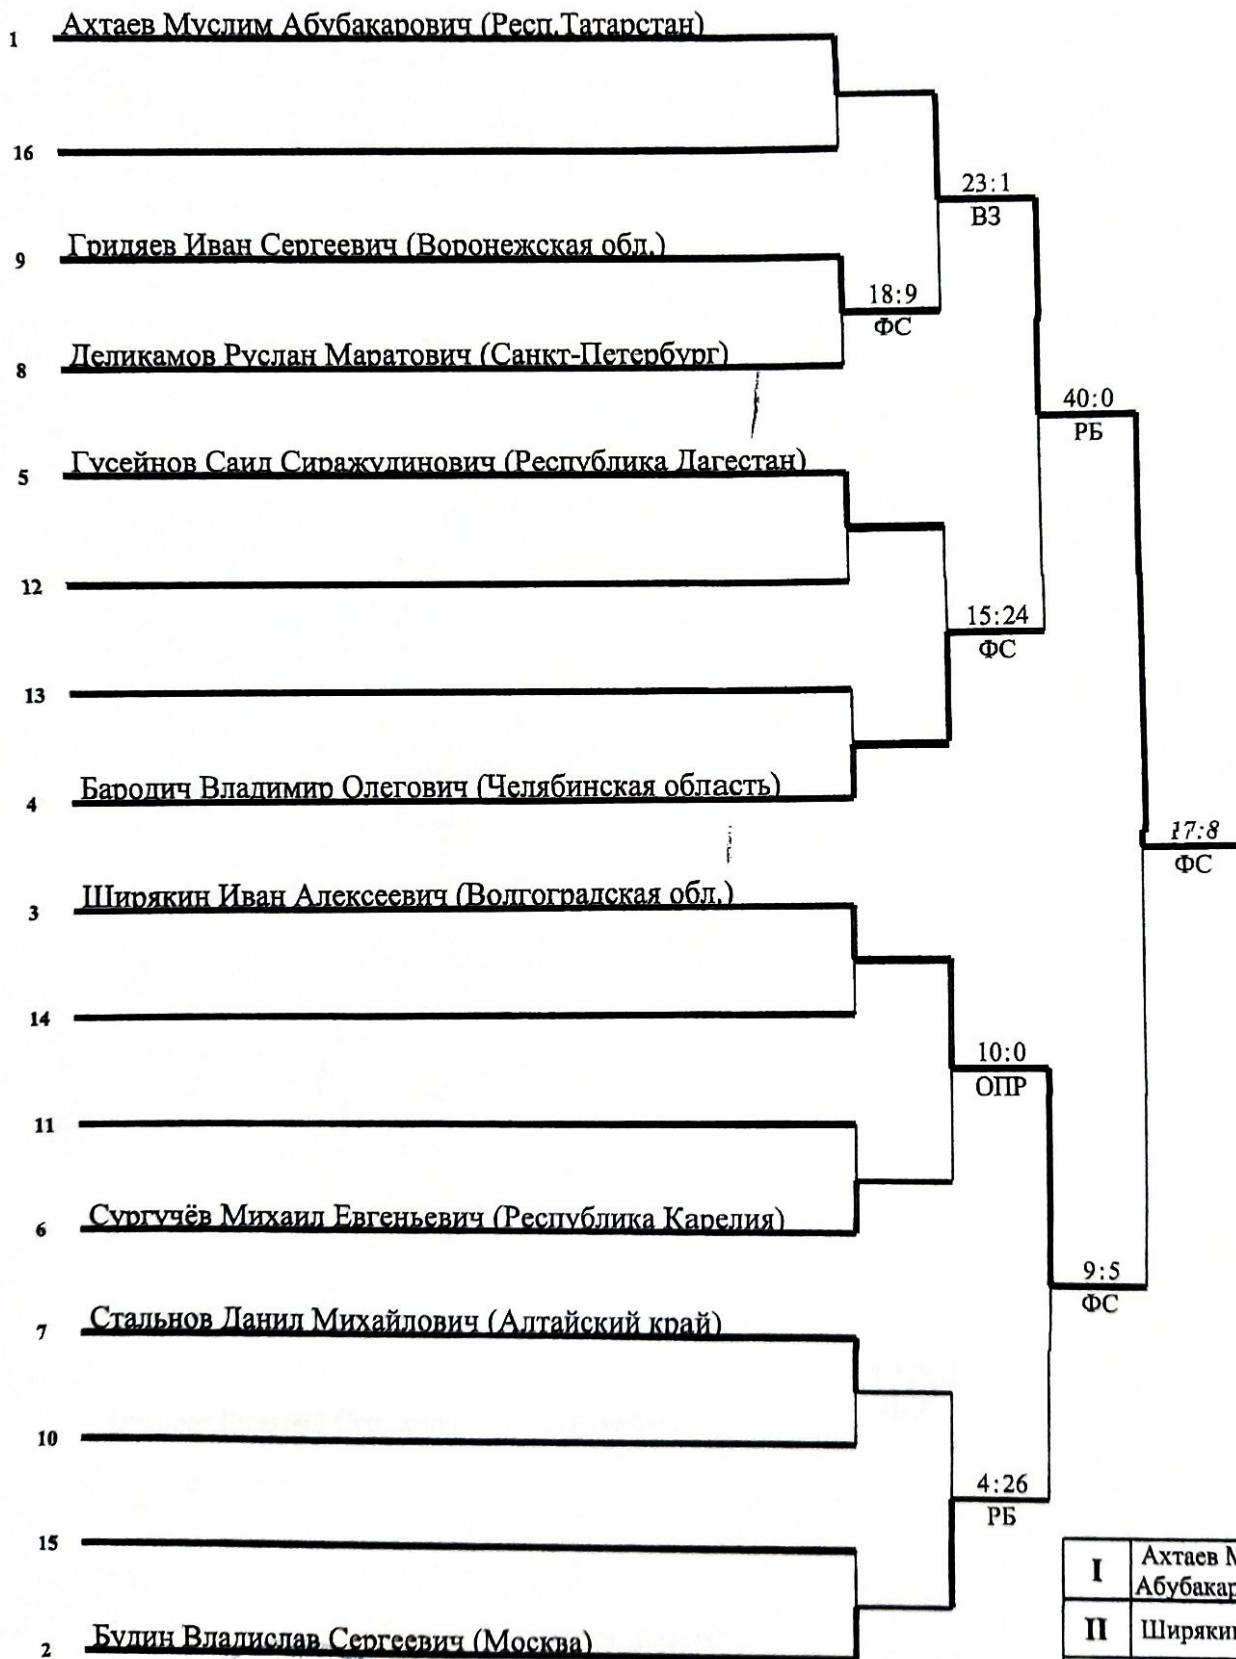 1 Ахтаев Муслим Абубакарович (Респ.Татарстан)
16
23:1
ВЗ
9 Гридяев Иван Сергеевич (Воронежская обл.)
18:9
ФС
8 Деликамов Руслан Маратович (Санкт-Петербург)
40:0
РБ
5 Гусейнов Саид Сиражудинович (Республика Дагестан)
12
15:24
ФС
13
4 Бародич Владимир Олегович (Челябинская область)
17:8
ФС
3 Ширякин Иван Алексеевич (Волгоградская обл.)
14
10:0
ОПР
11
6 Сургучёв Михаил Евгеньевич (Республика Карелия)
9:5
ФС
7 Стальнов Данил Михайлович (Алтайский край)
10
4:26
РБ
15
I Ахтаев М
Абубакар
II Ширякин
2 Будин Владислав Сергеевич (Москва)